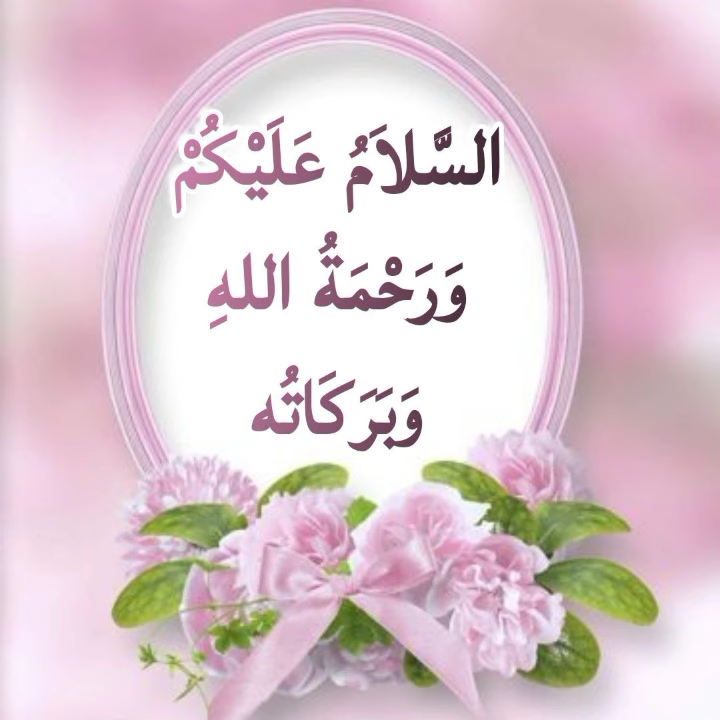 السَّلاَمُ عَلَيْكُمْ
وَرَحْمَةُ اللهِ
وَبَرَكَاتُه